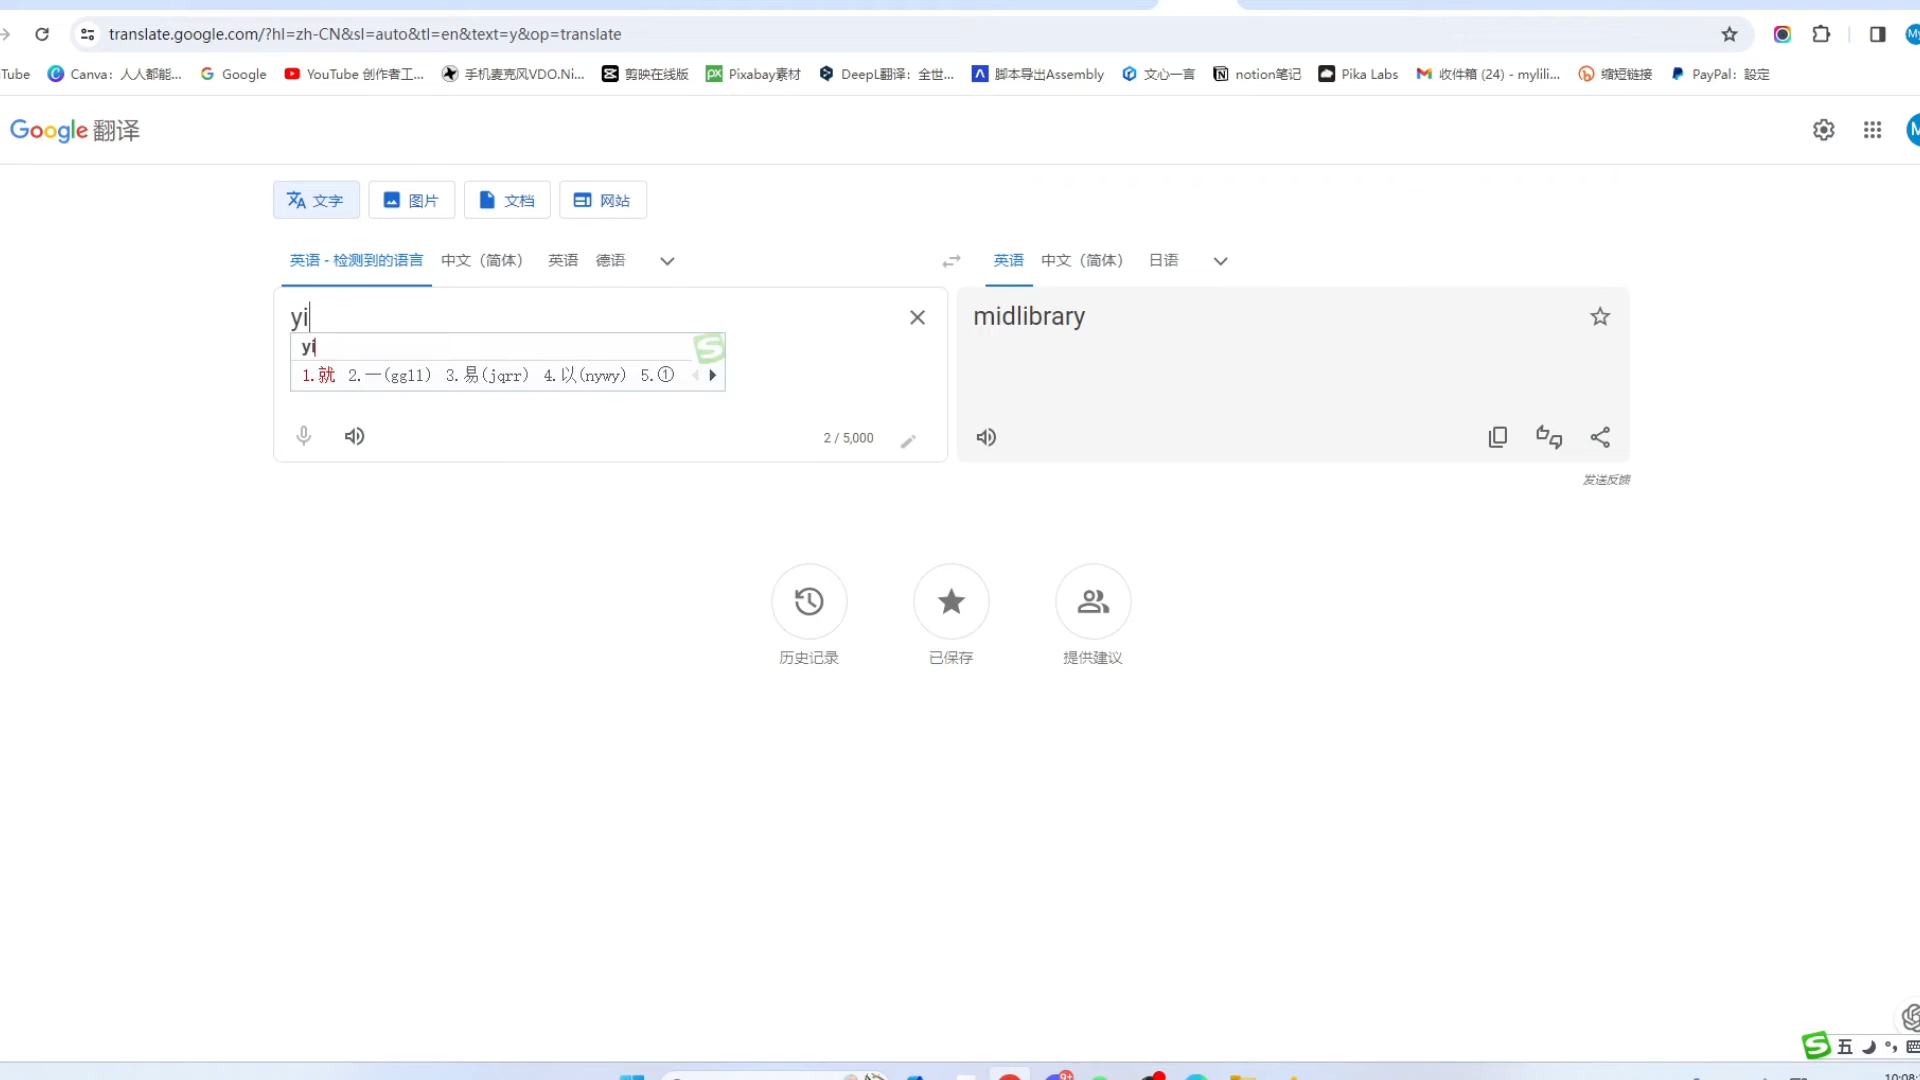 translate.google.com/?hl=zh-CN&sl=auto&tl=en&text=y&op=translate
Tube Canva：人人都能... Google YouTube 创作者工... 手机麦克风VDO.Ni... 剪映在线版 Pixabay素材 DeepL翻译：全世... 脚本导出Assembly 文心一言 notion笔记 Pika Labs 收件箱 (24) - mylili... 缩短链接 PayPal：設定
Google 翻译
文字 图片 文档 网站
英语 - 检测到的语言 中文（简体） 英语 德语 英语 中文（简体） 日语
yi
midlibrary
yi
1.就 2.一(ggll) 3.易(jqrr) 4.以(nywy) 5.①
2 / 5,000
发送反馈
历史记录 已保存 提供建议
五